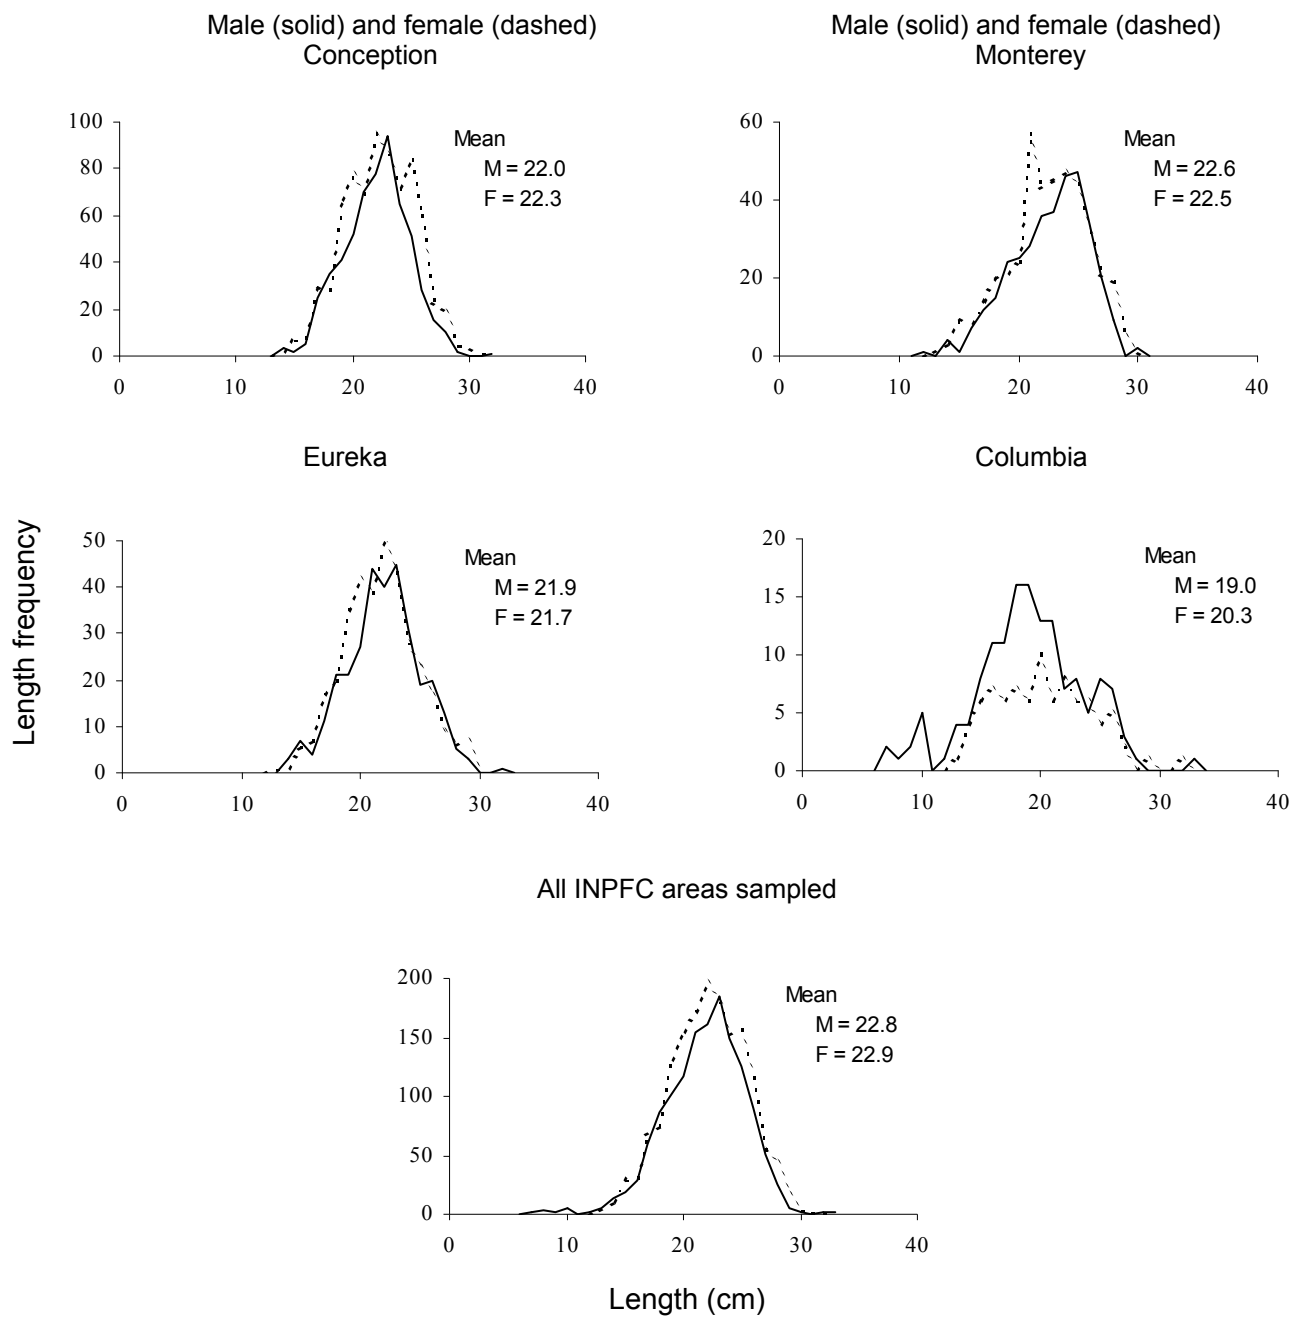 Male (solid) and female (dashed)
Conception
100
80
60
40
20
0
0 10 20 30 40
Mean
M = 22.0
F = 22.3
Male (solid) and female (dashed)
Monterey
60
40
20
0
0 10 20 30 40
Mean
M = 22.6
F = 22.5
Length frequency
Eureka
50
40
30
20
10
0
0 10 20 30 40
Mean
M = 21.9
F = 21.7
Columbia
20
15
10
5
0
0 10 20 30 40
Mean
M = 19.0
F = 20.3
All INPFC areas sampled
200
150
100
50
0
0 10 20 30 40
Mean
M = 22.8
F = 22.9
Length (cm)